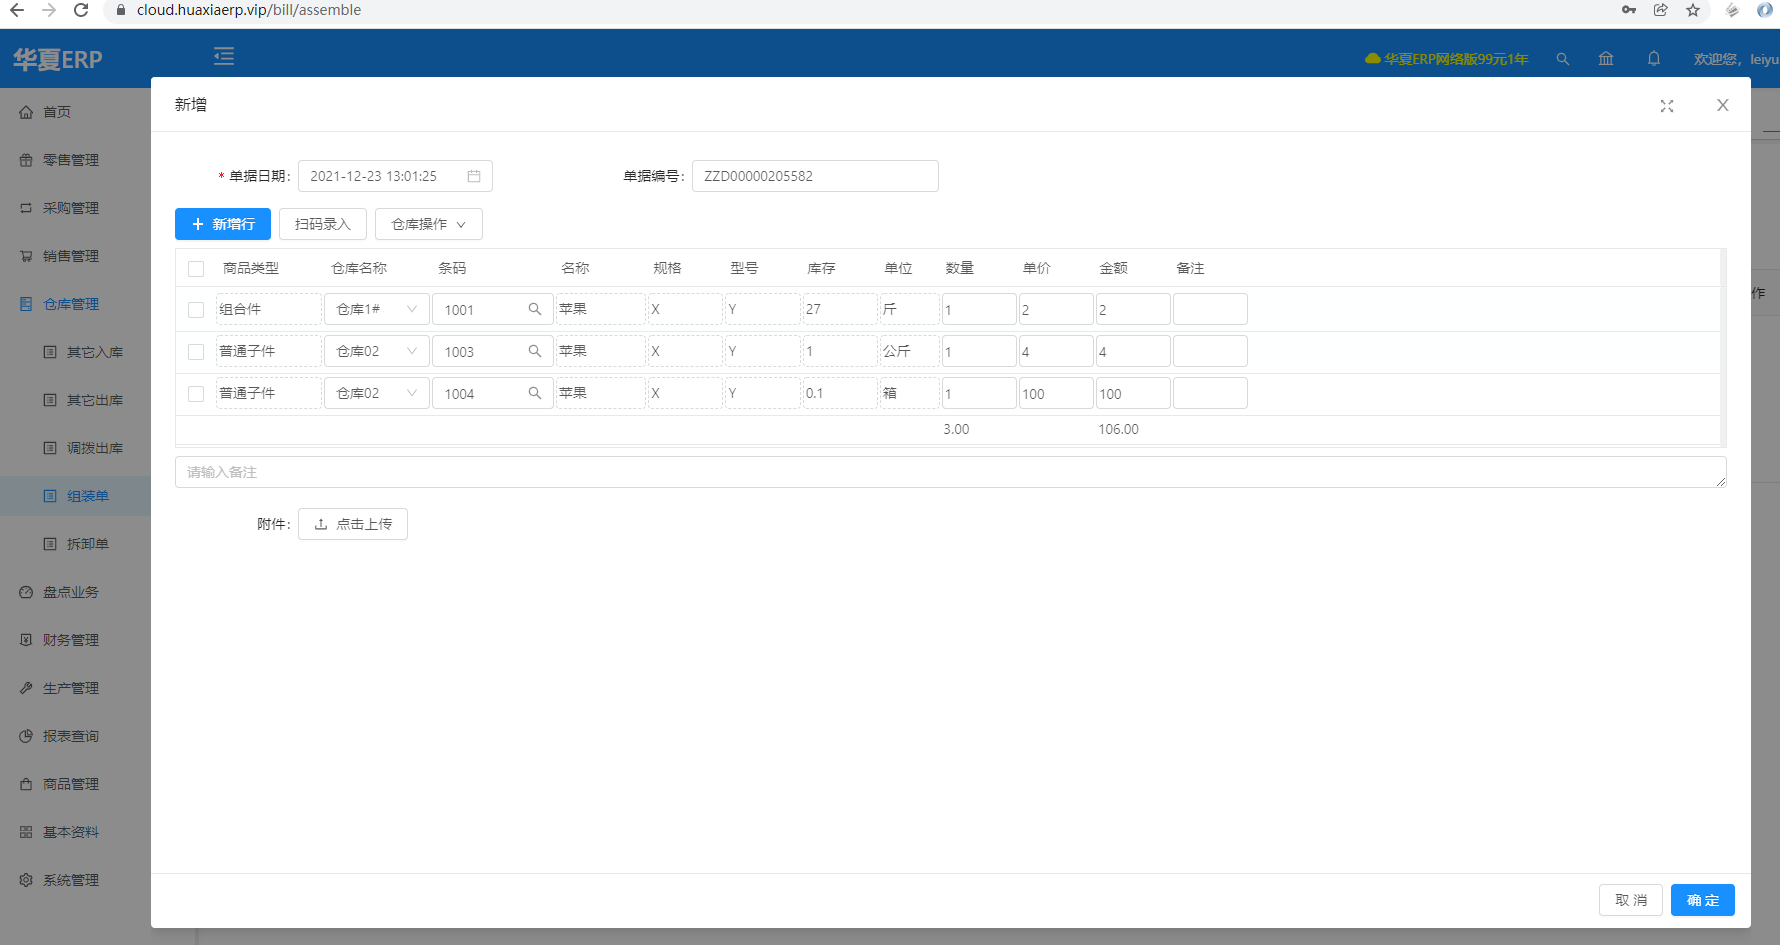 cloud.huaxiaerp.vip/bill/assemble
华夏ERP
华夏ERP网络版99元1年
欢迎您，leiyu
首页
零售管理
采购管理
销售管理
仓库管理
其它入库
其它出库
调拨出库
组装单
拆卸单
盘点业务
财务管理
生产管理
报表查询
商品管理
基本资料
系统管理
作
新增
* 单据日期： 2021-12-23 13:01:25 单据编号： ZZD00000205582
新增行 扫码录入 仓库操作
商品类型 仓库名称 条码 名称 规格 型号 库存 单位 数量 单价 金额 备注
组合件 仓库1# 1001 苹果 X Y 27 斤 1 2 2
普通子件 仓库02 1003 苹果 X Y 1 公斤 1 4 4
普通子件 仓库02 1004 苹果 X Y 0.1 箱 1 100 100
3.00 106.00
请输入备注
附件： 点击上传
取 消 确 定